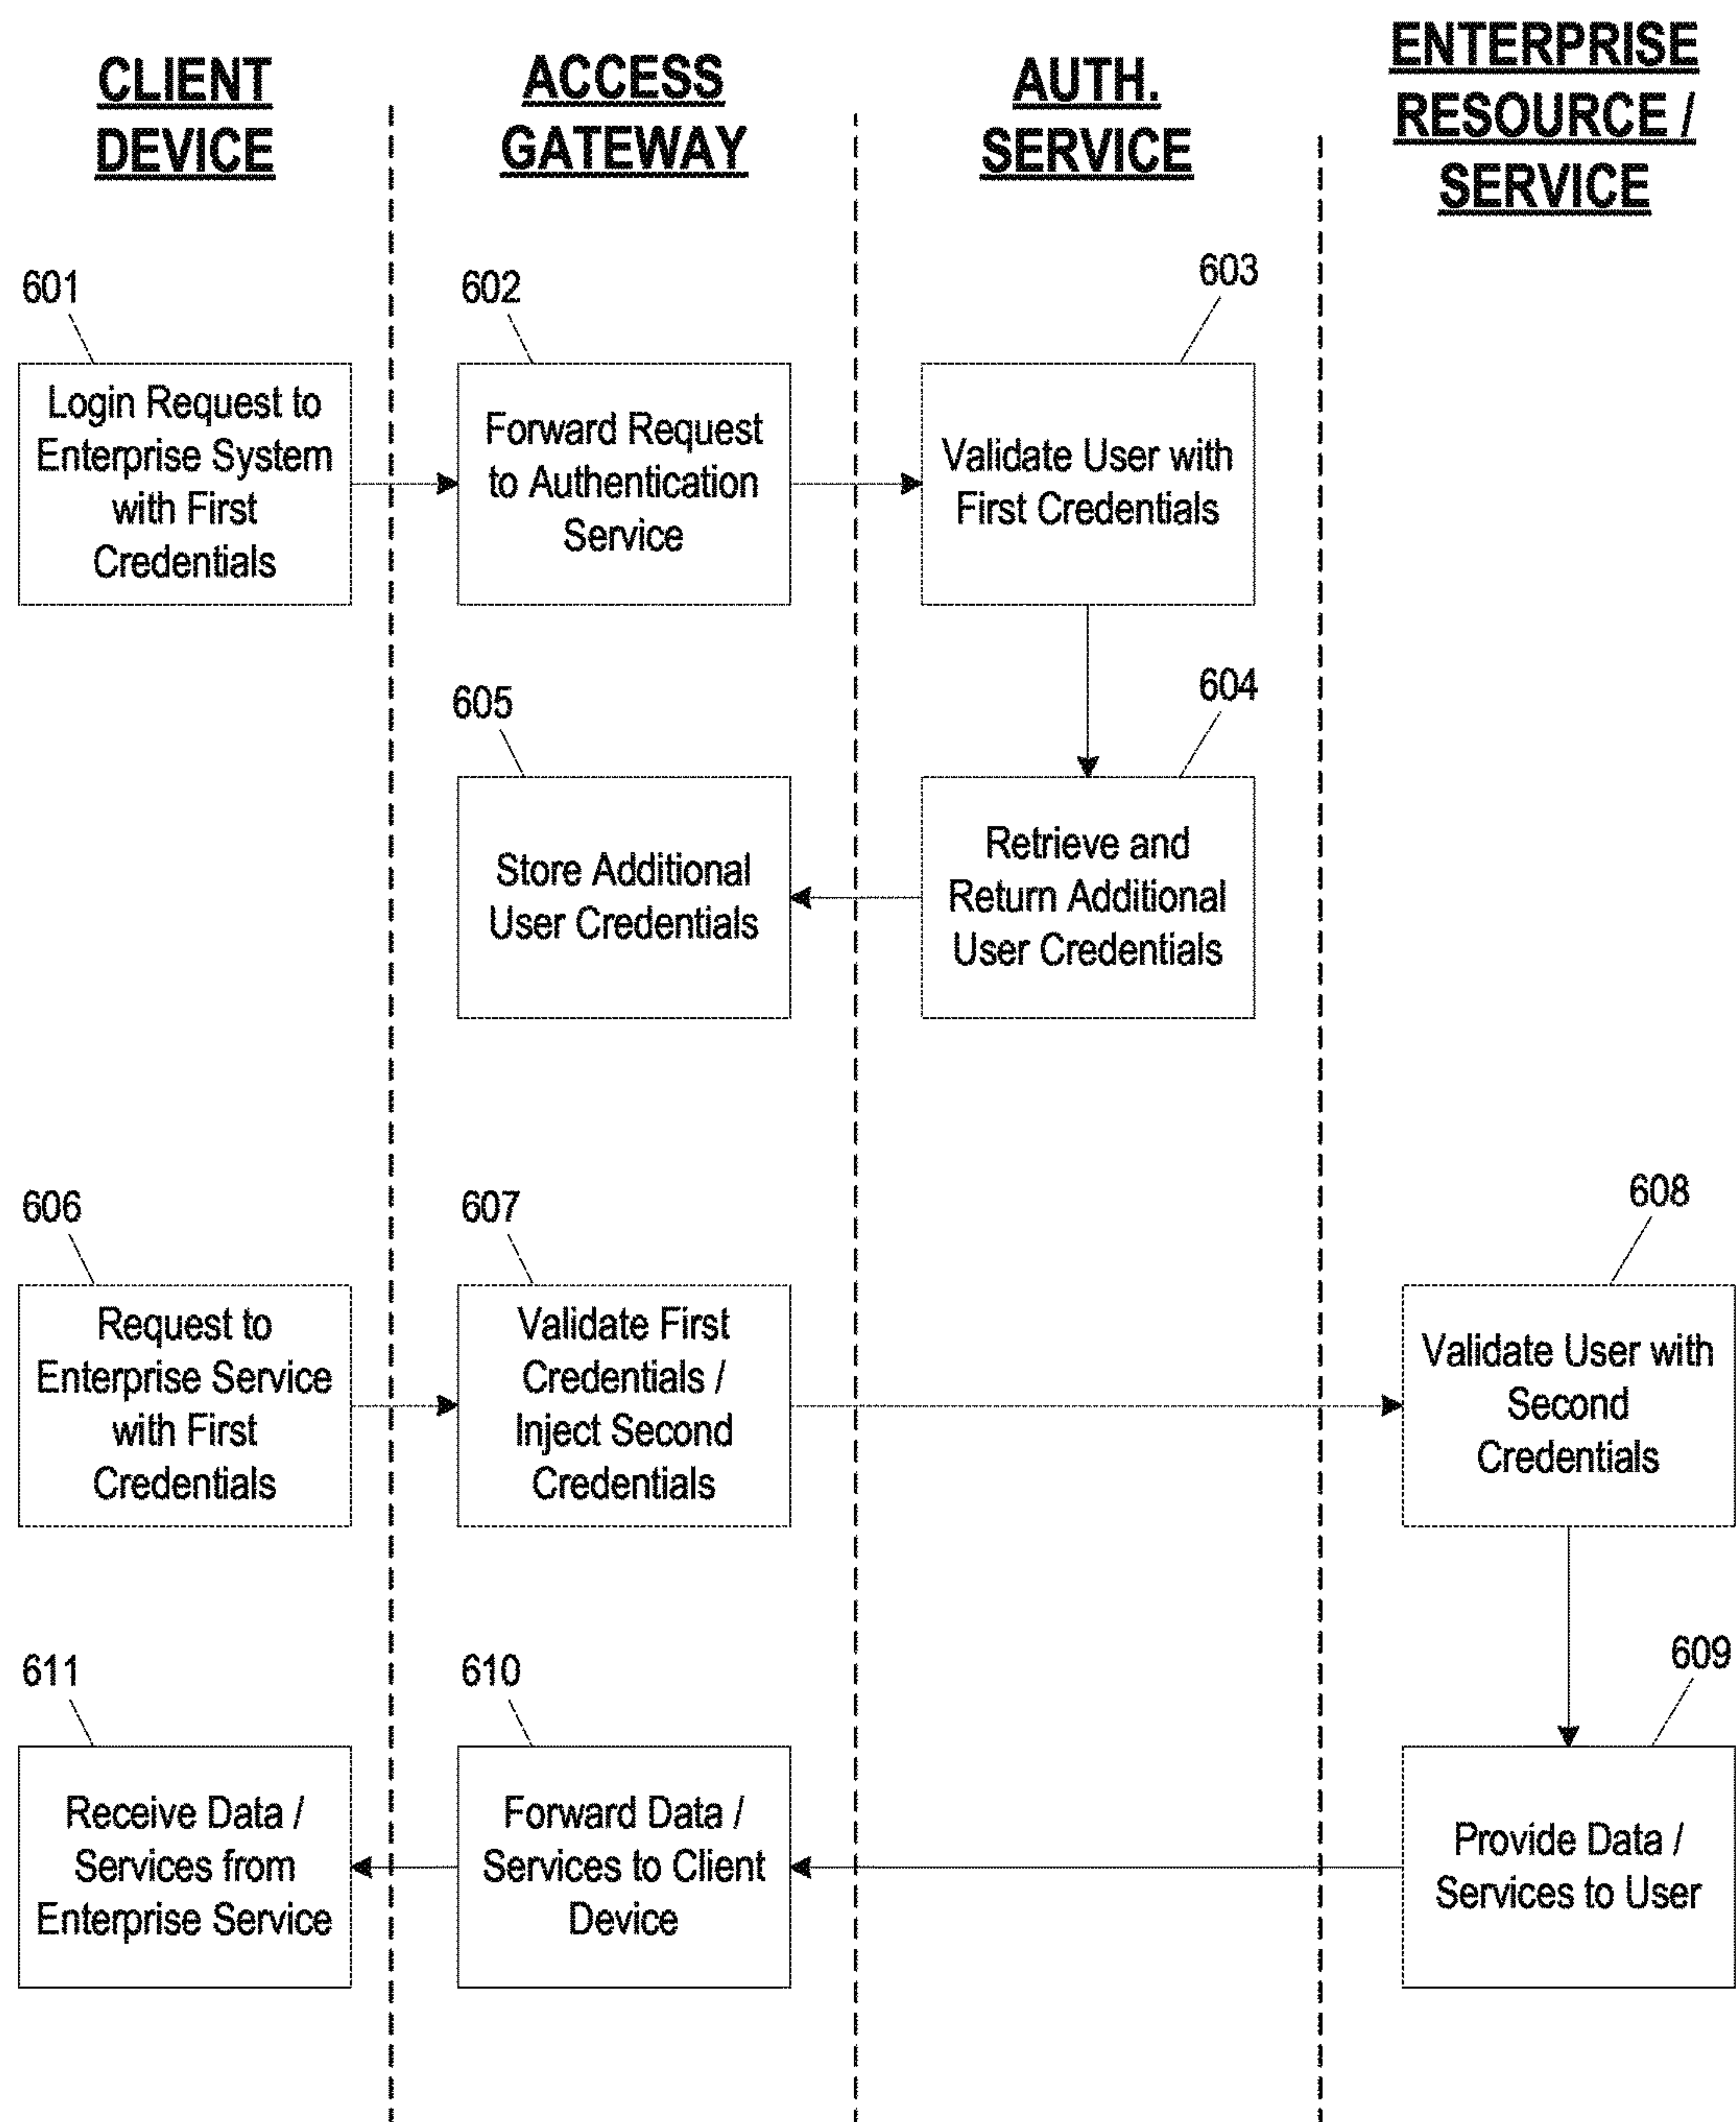 CLIENT
DEVICE
ACCESS
GATEWAY
AUTH.
SERVICE
ENTERPRISE
RESOURCE /
SERVICE
601
Login Request to
Enterprise System
with First
Credentials
602
Forward Request
to Authentication
Service
603
Validate User with
First Credentials
605
Store Additional
User Credentials
604
Retrieve and
Return Additional
User Credentials
606
Request to
Enterprise Service
with First
Credentials
607
Validate First
Credentials /
Inject Second
Credentials
608
Validate User with
Second
Credentials
611
Receive Data /
Services from
Enterprise Service
610
Forward Data /
Services to Client
Device
609
Provide Data /
Services to User